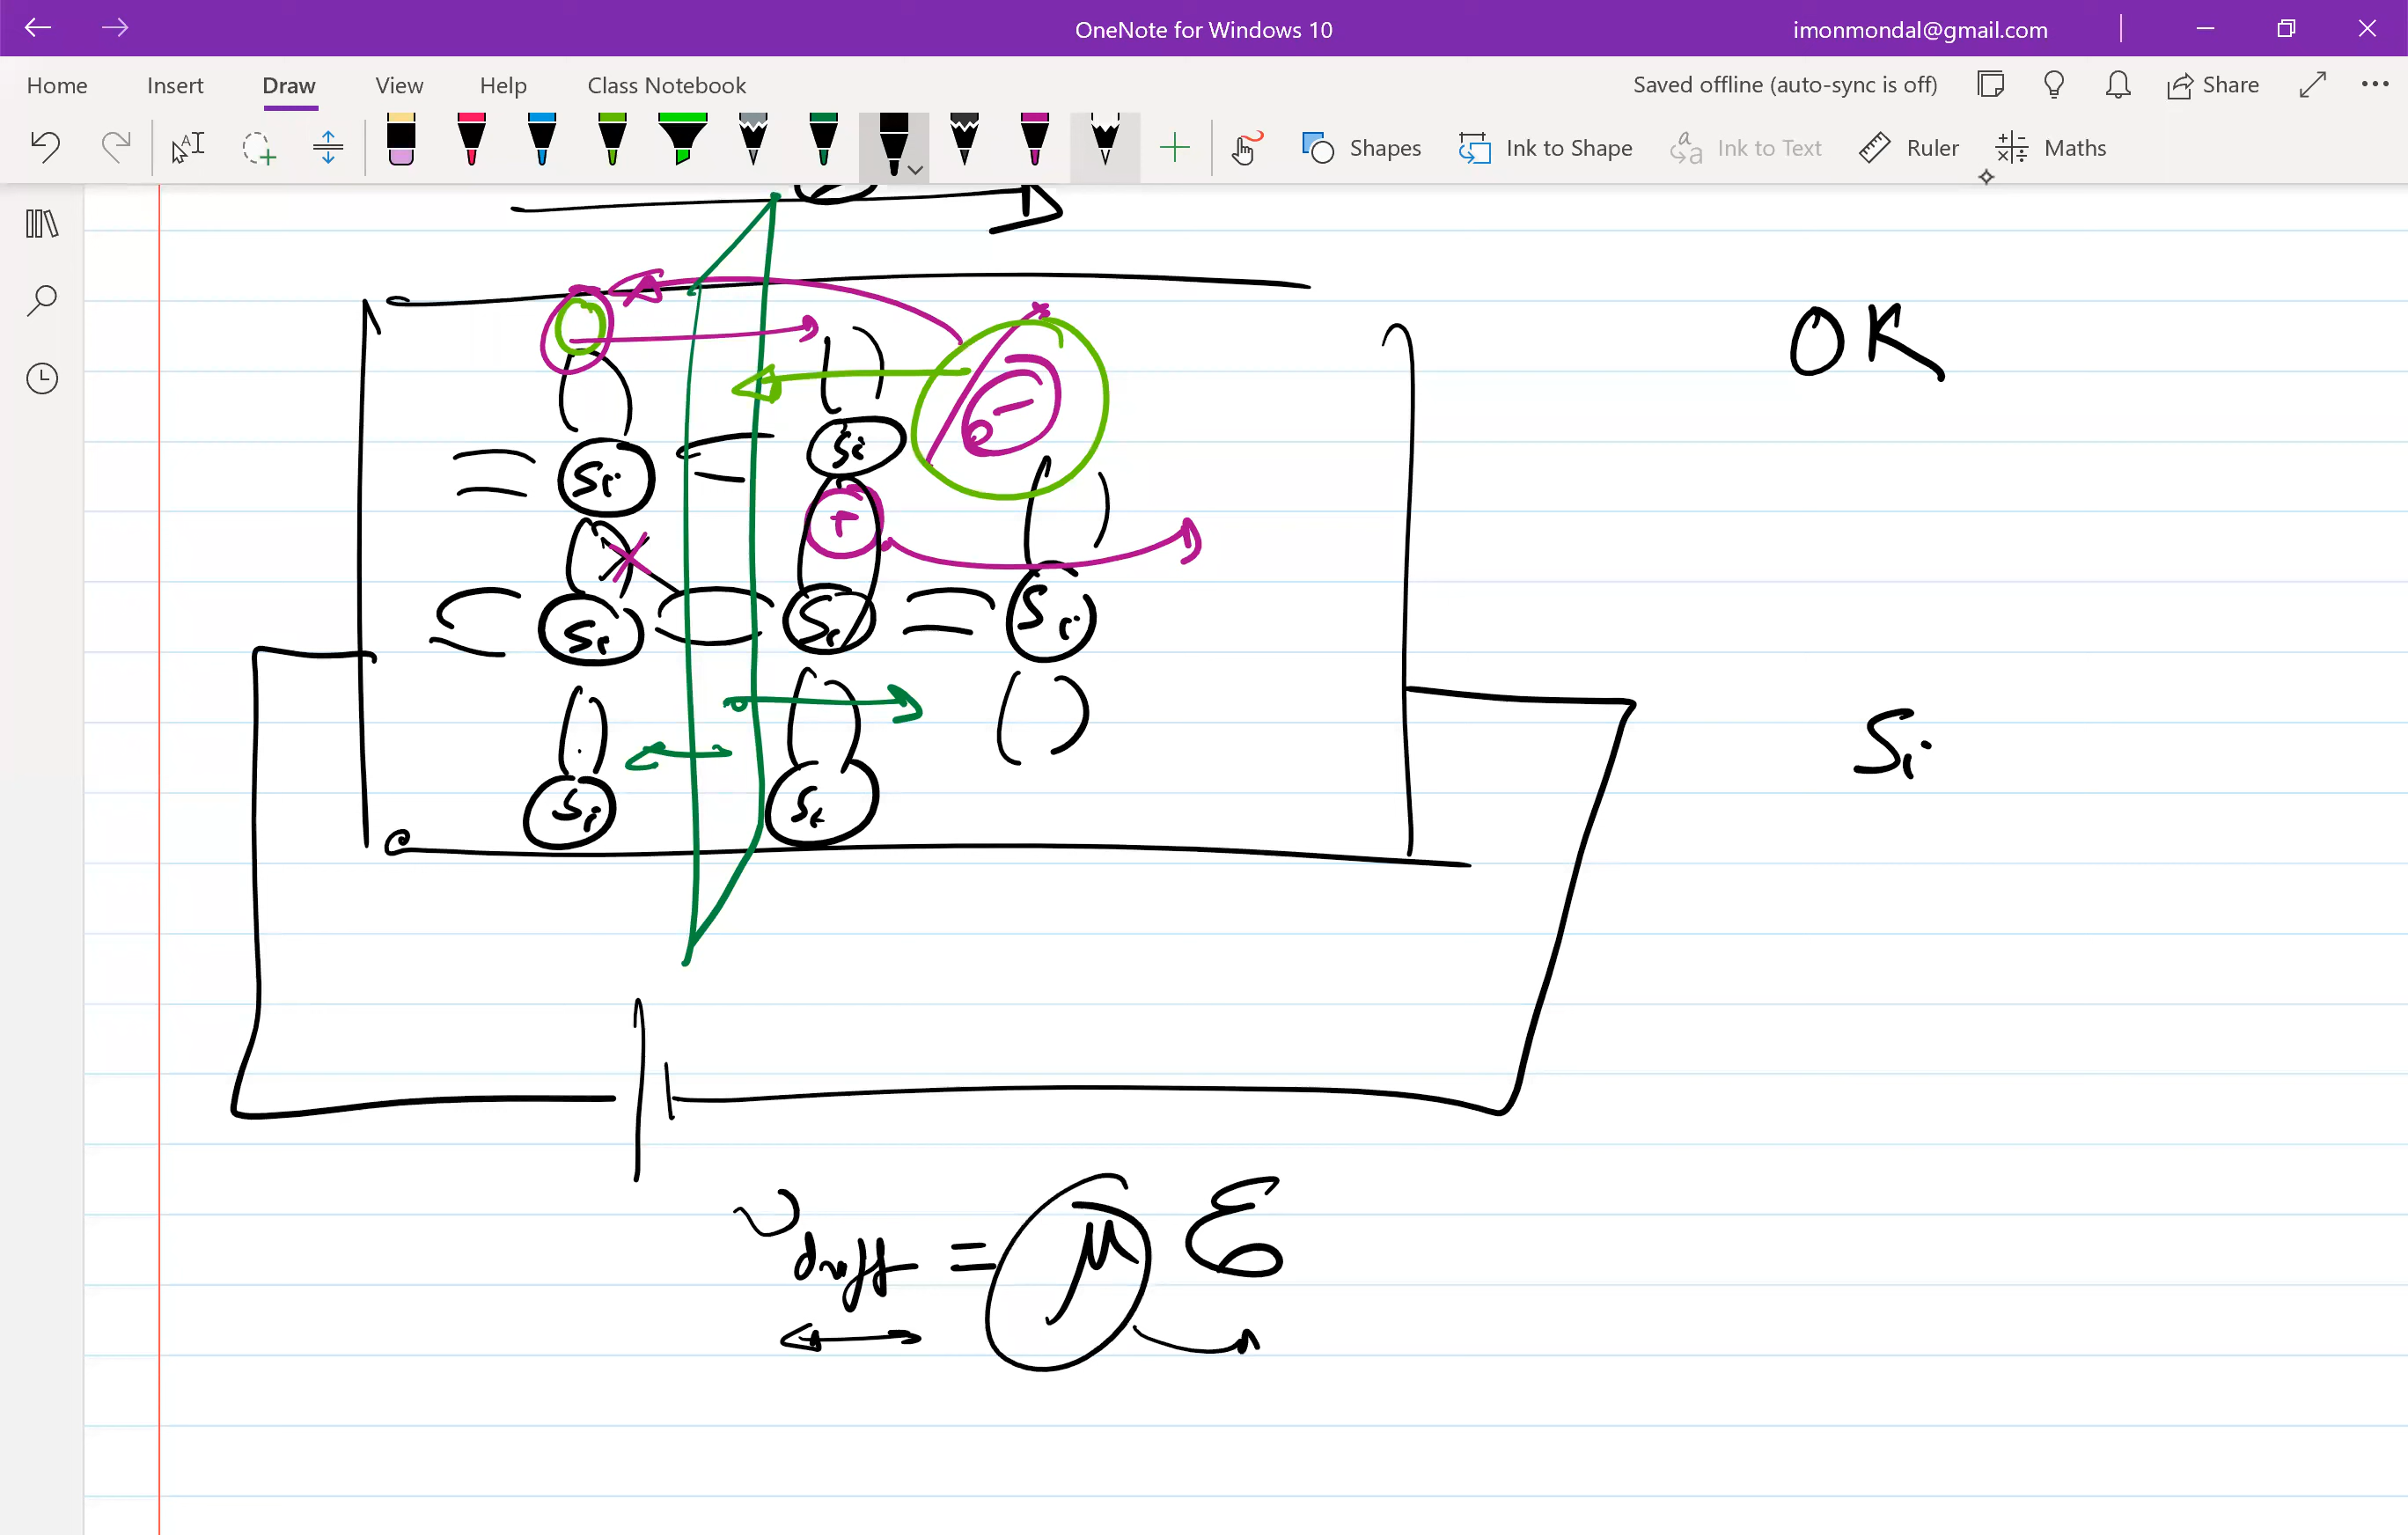 OneNote for Windows 10
imonmondal@gmail.com
Home Insert Draw View Help Class Notebook
Saved offline (auto-sync is off) Share
Shapes Ink to Shape Ink to Text Ruler Maths
OK
-
Si Si
+
Si Si Si
Si
Si Si
v drift = μ ℰ